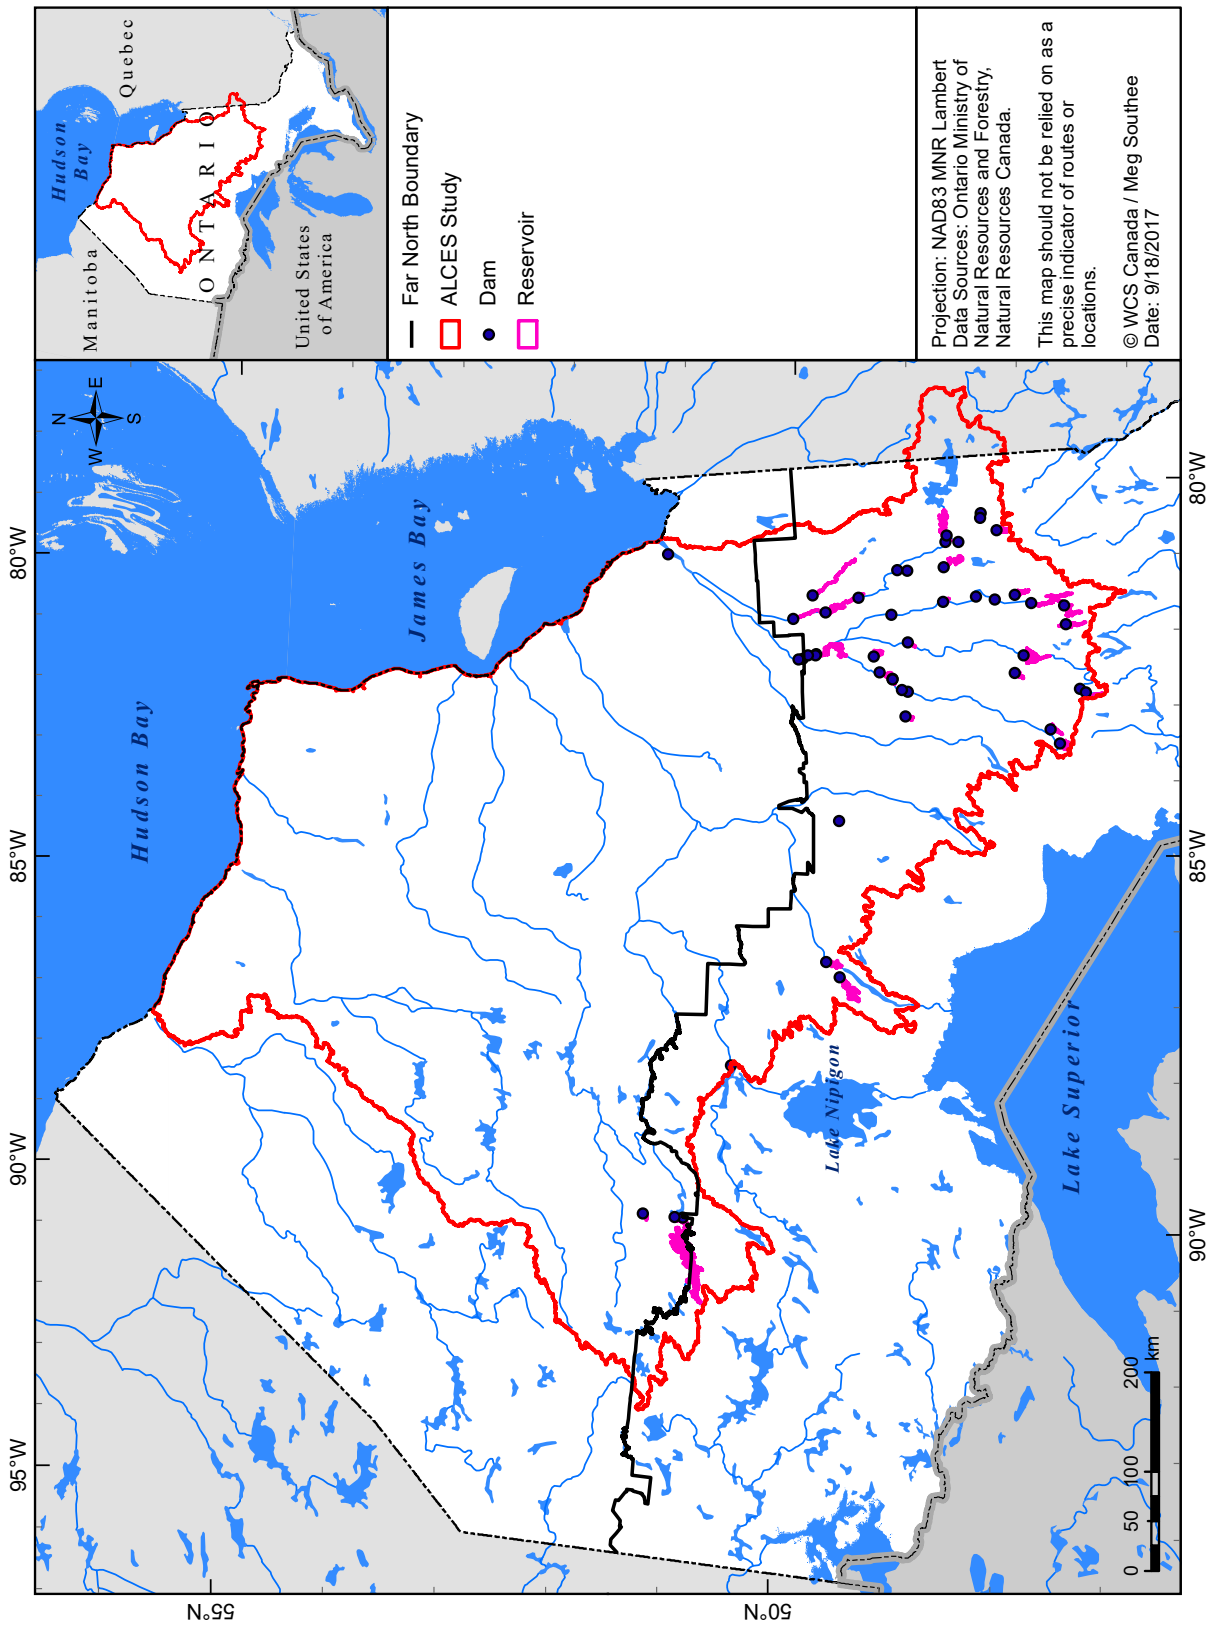 80°W
85°W
90°W
95°W
55°N
50°N
80°W
85°W
90°W
Hudson Bay
James Bay
Lake Nipigon
Lake Superior
N
W
E
S
0
50
100
200
km
Hudson
Bay
Quebec
Manitoba
ONTARIO
United States
of America
Far North Boundary
ALCES Study
Dam
Reservoir
Projection: NAD83 MNR Lambert
Data Sources: Ontario Ministry of
Natural Resources and Forestry,
Natural Resources Canada.
This map should not be relied on as a
precise indicator of routes or
locations.
© WCS Canada / Meg Southee
Date: 9/18/2017